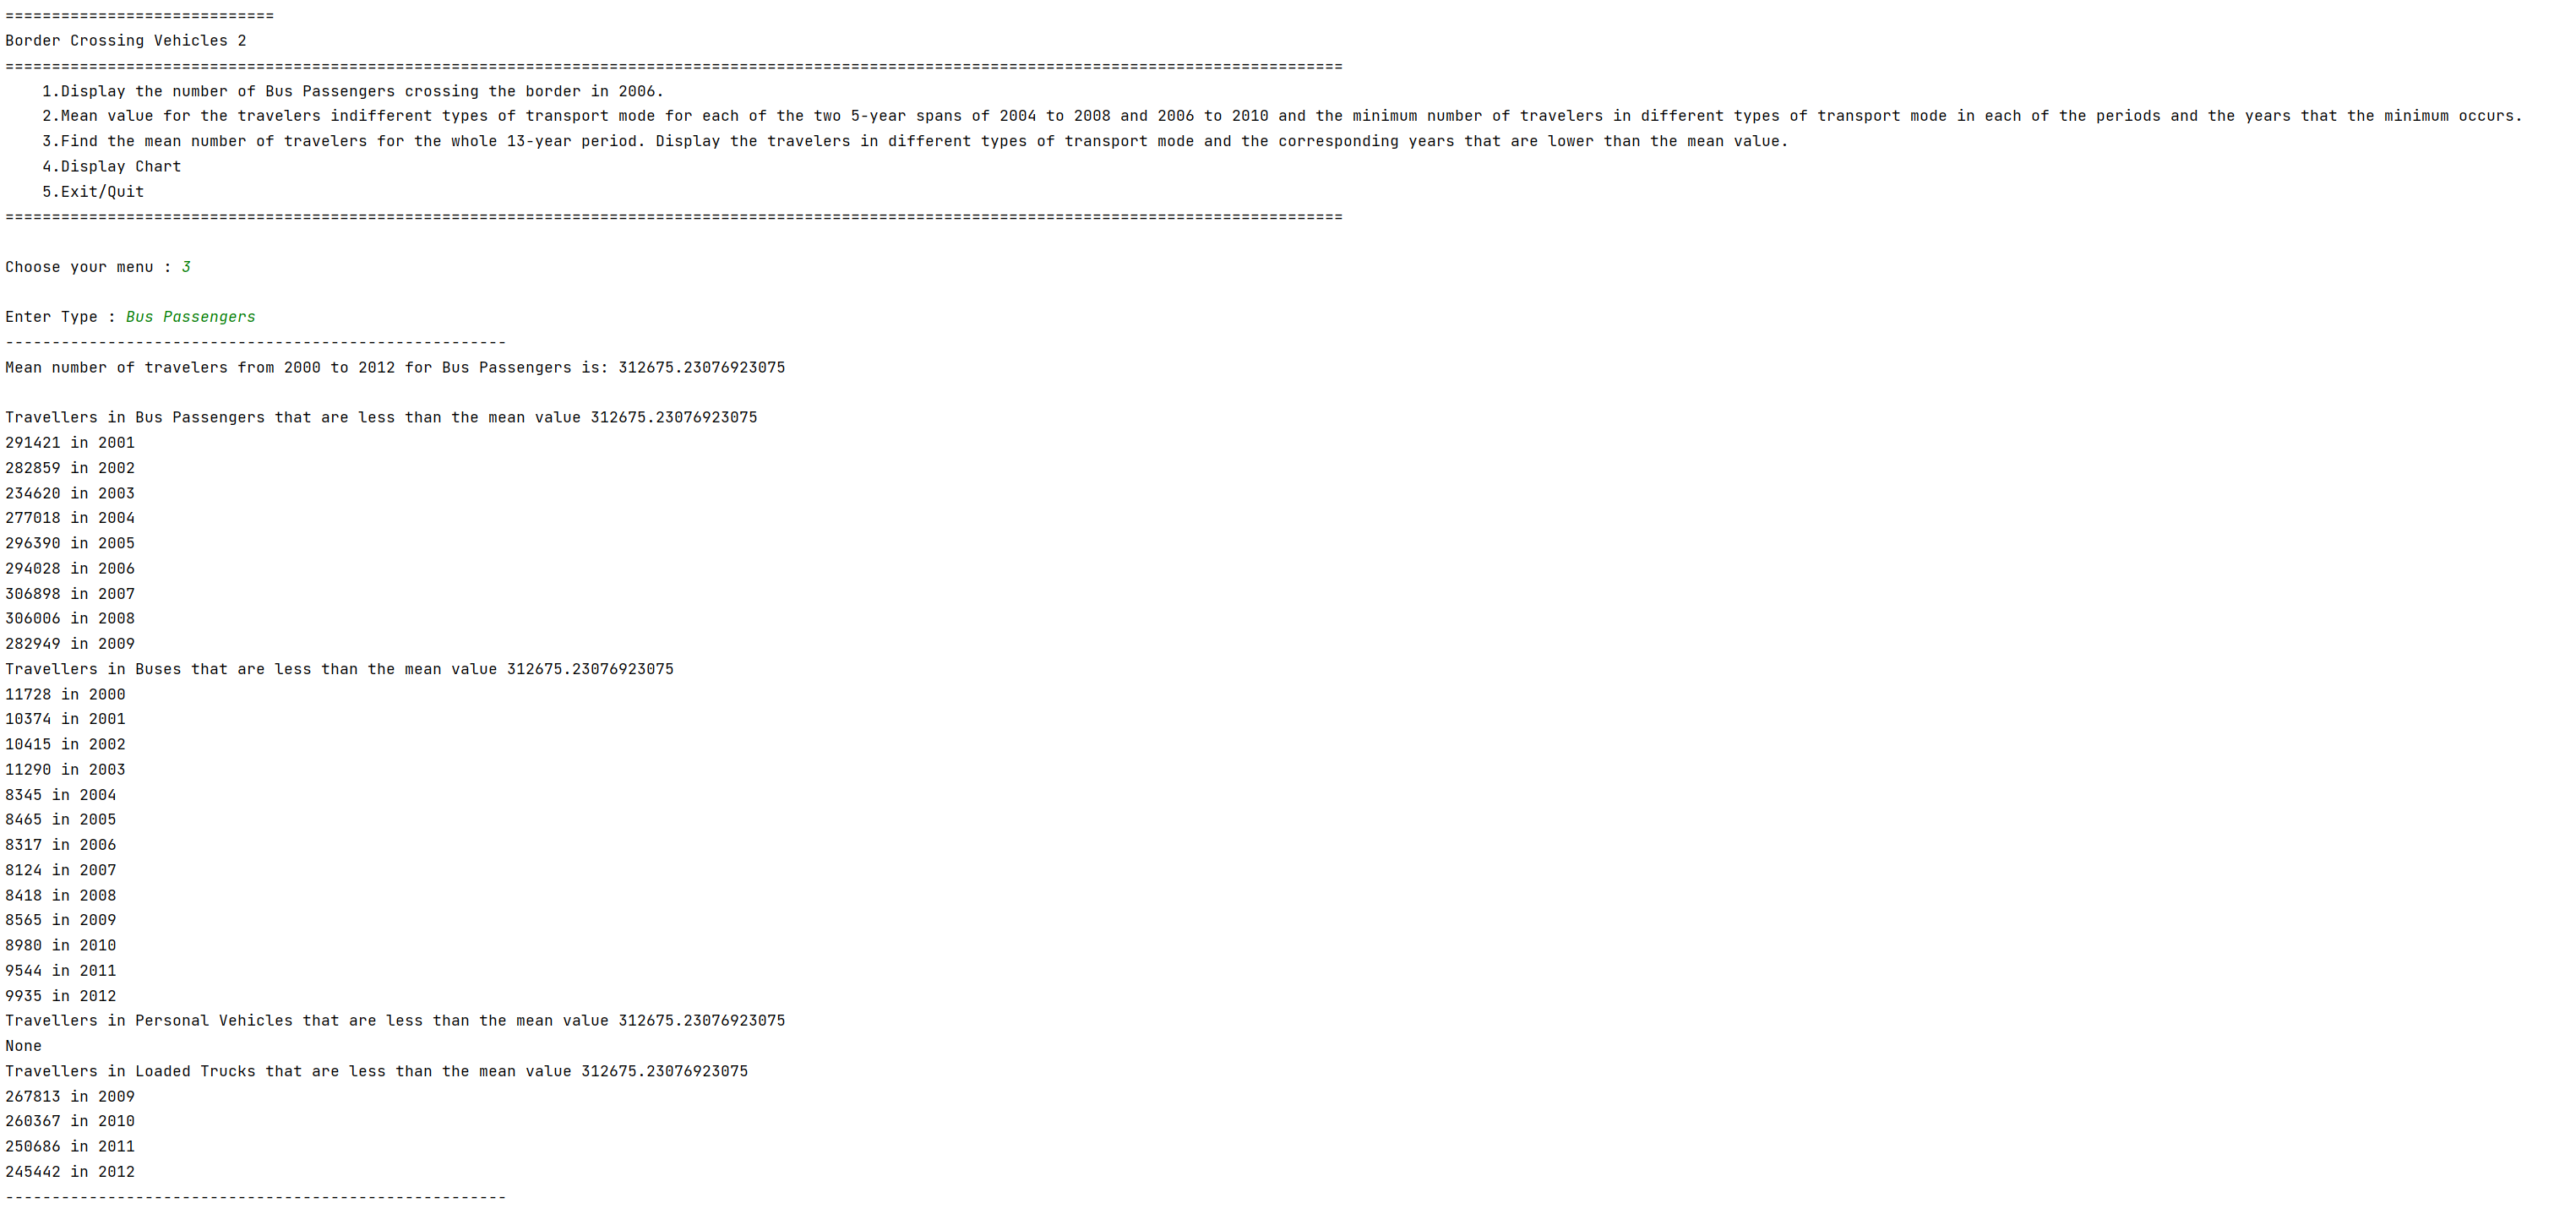 =============================
Border Crossing Vehicles 2
================================================================================================================================================
    1.Display the number of Bus Passengers crossing the border in 2006.
    2.Mean value for the travelers indifferent types of transport mode for each of the two 5-year spans of 2004 to 2008 and 2006 to 2010 and the minimum number of travelers in different types of transport mode in each of the periods and the years that the minimum occurs.
    3.Find the mean number of travelers for the whole 13-year period. Display the travelers in different types of transport mode and the corresponding years that are lower than the mean value.
    4.Display Chart
    5.Exit/Quit
================================================================================================================================================
Choose your menu : 3
Enter Type : Bus Passengers
------------------------------------------------------
Mean number of travelers from 2000 to 2012 for Bus Passengers is: 312675.23076923075
Travellers in Bus Passengers that are less than the mean value 312675.23076923075
291421 in 2001
282859 in 2002
234620 in 2003
277018 in 2004
296390 in 2005
294028 in 2006
306898 in 2007
306006 in 2008
282949 in 2009
Travellers in Buses that are less than the mean value 312675.23076923075
11728 in 2000
10374 in 2001
10415 in 2002
11290 in 2003
8345 in 2004
8465 in 2005
8317 in 2006
8124 in 2007
8418 in 2008
8565 in 2009
8980 in 2010
9544 in 2011
9935 in 2012
Travellers in Personal Vehicles that are less than the mean value 312675.23076923075
None
Travellers in Loaded Trucks that are less than the mean value 312675.23076923075
267813 in 2009
260367 in 2010
250686 in 2011
245442 in 2012
------------------------------------------------------